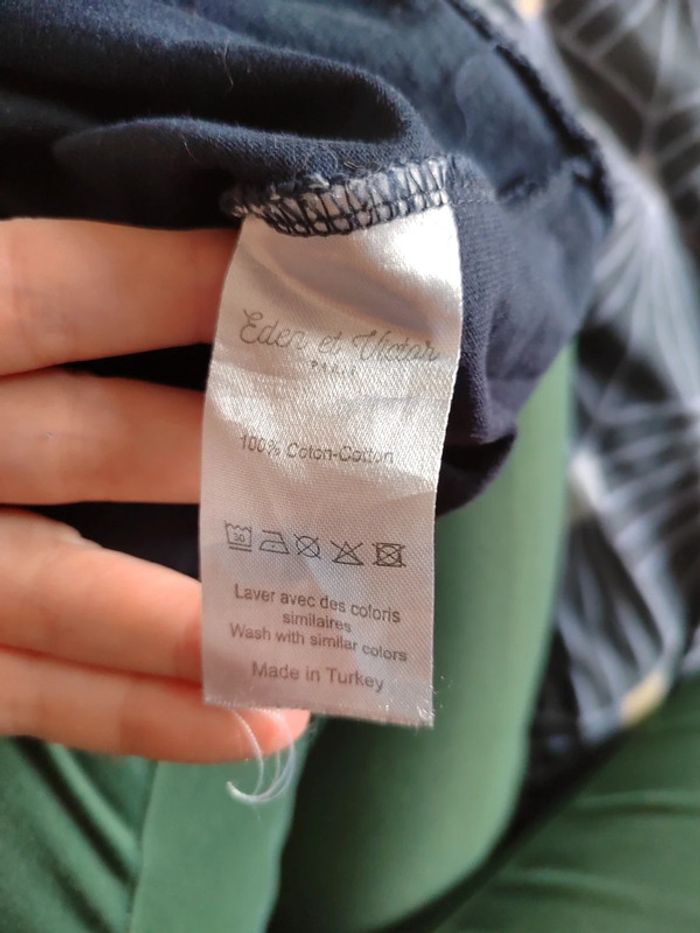 Eden et Victor
PARIS
100% Coton-Cotton
30
Laver avec des coloris
similaires
Wash with similar colors
Made in Turkey